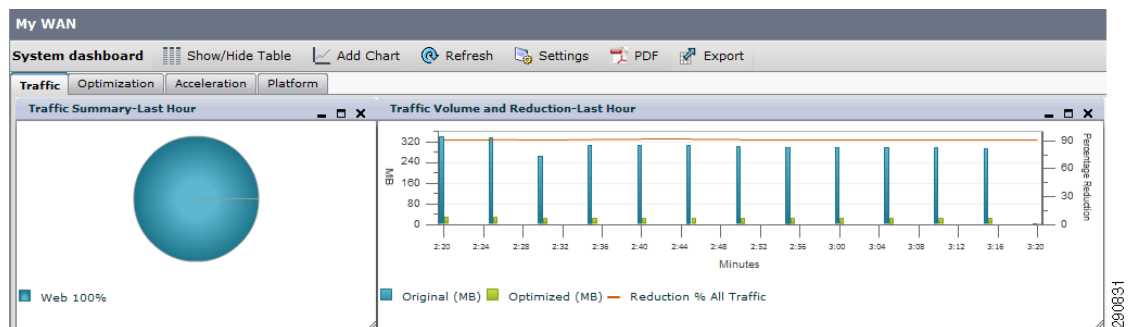 My WAN
System dashboard Show/Hide Table Add Chart Refresh Settings PDF Export
Traffic Optimization Acceleration Platform
Traffic Summary-Last Hour
Web 100%
Traffic Volume and Reduction-Last Hour
320
240
160
80
0
MB
90
60
30
0
Percentage Reduction
2:20 2:24 2:28 2:32 2:36 2:40 2:44 2:48 2:52 2:56 3:00 3:04 3:08 3:12 3:16 3:20
Minutes
Original (MB) Optimized (MB) Reduction % All Traffic
290831